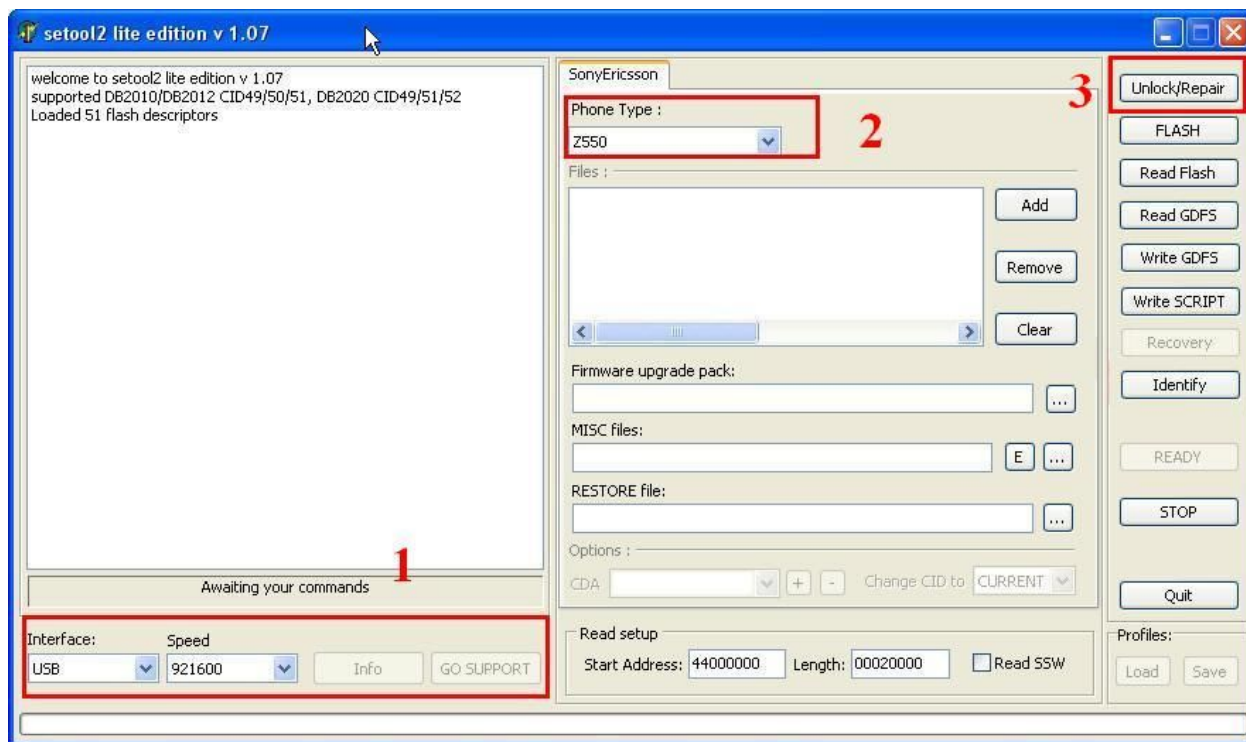 setool2 lite edition v 1.07
welcome to setool2 lite edition v 1.07
supported DB2010/DB2012 CID49/50/51, DB2020 CID49/51/52
Loaded 51 flash descriptors
Awaiting your commands
1
Interface:
Speed
USB
921600
Info
GO SUPPORT
SonyEricsson
Phone Type :
Z550
2
Files :
Add
Remove
Clear
Firmware upgrade pack:
...
MISC files:
E
...
RESTORE file:
...
Options :
CDA
+
-
Change CID to
CURRENT
Read setup
Start Address:
44000000
Length:
00020000
Read SSW
3
Unlock/Repair
FLASH
Read Flash
Read GDFS
Write GDFS
Write SCRIPT
Recovery
Identify
READY
STOP
Quit
Profiles:
Load
Save